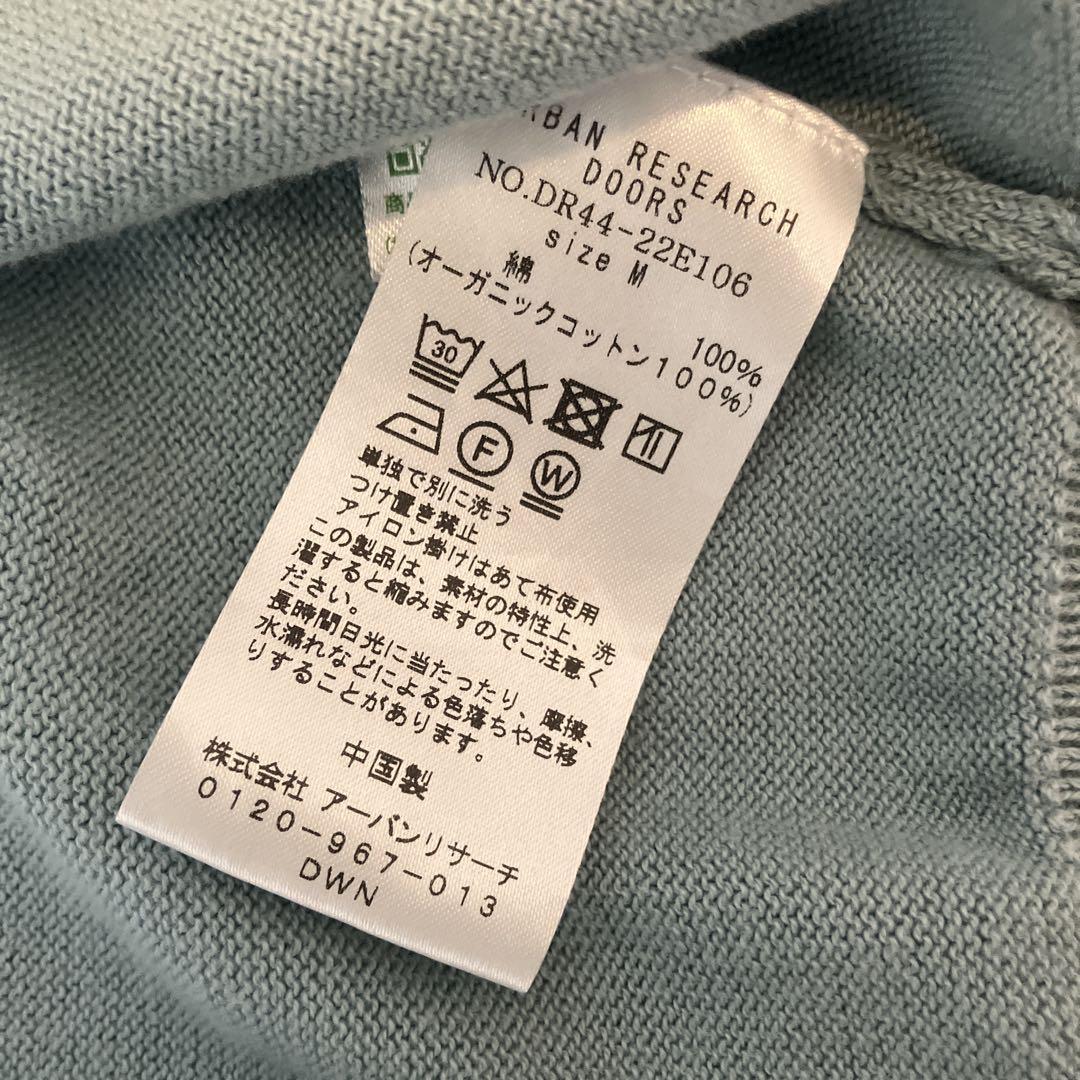 RBAN RESEARCH
DOORS
NO.DR44-22E106
size M
綿 100%
(オーガニックコットン100%)
30
F
W
単独で別に洗う
つけ置き禁止
アイロン掛けはあて布使用
この製品は、素材の特性上、洗
濯すると縮みますのでご注意く
ださい。
長時間日光に当たったり、摩擦、
水濡れなどによる色落ちや色移
りすることがあります。
中国製
株式会社 アーバンリサーチ
0120-967-013
DWN
商